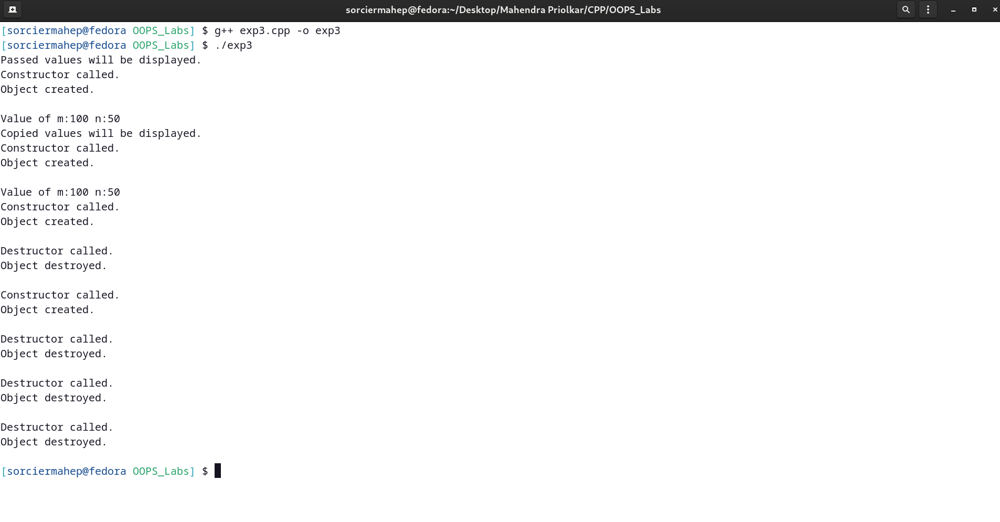 sorciermahep@fedora:~/Desktop/Mahendra Priolkar/CPP/OOPS_Labs
[sorciermahep@fedora OOPS_Labs] $ g++ exp3.cpp -o exp3
[sorciermahep@fedora OOPS_Labs] $ ./exp3
Passed values will be displayed.
Constructor called.
Object created.

Value of m:100 n:50
Copied values will be displayed.
Constructor called.
Object created.

Value of m:100 n:50
Constructor called.
Object created.

Destructor called.
Object destroyed.

Constructor called.
Object created.

Destructor called.
Object destroyed.

Destructor called.
Object destroyed.

Destructor called.
Object destroyed.

[sorciermahep@fedora OOPS_Labs] $